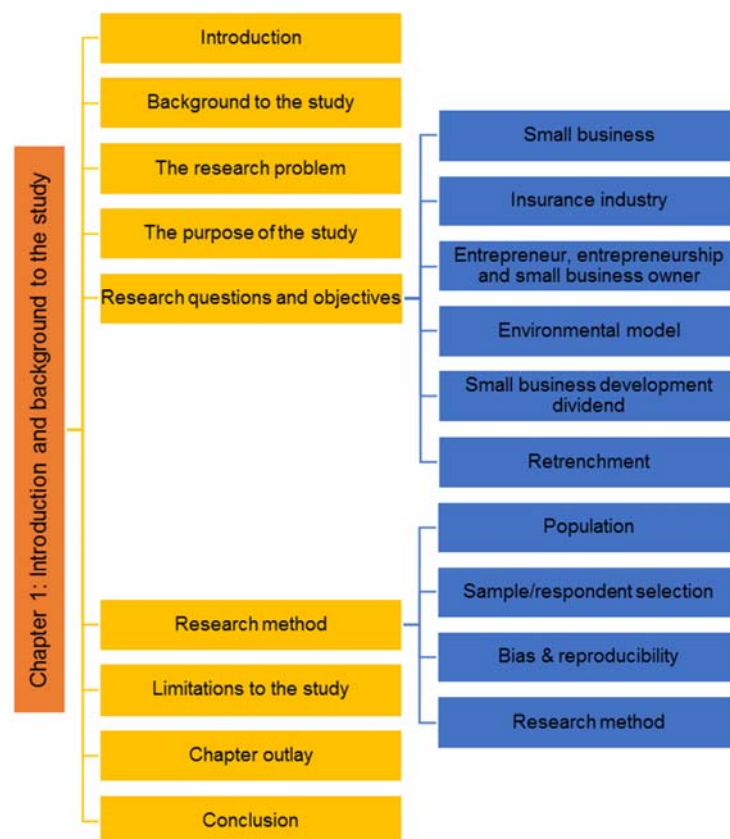 Chapter 1: Introduction and background to the study
Introduction
Background to the study
The research problem
The purpose of the study
Research questions and objectives
Small business
Insurance industry
Entrepreneur, entrepreneurship
and small business owner
Environmental model
Small business development
dividend
Retrenchment
Research method
Population
Sample/respondent selection
Bias & reproducibility
Research method
Limitations to the study
Chapter outlay
Conclusion